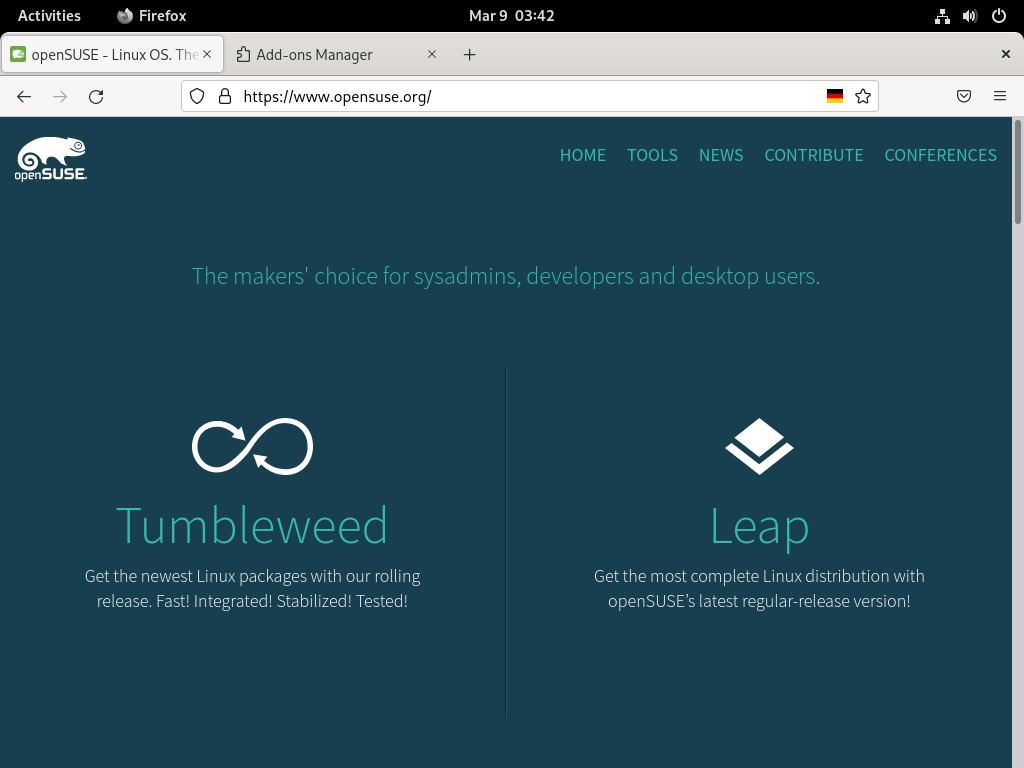 Activities Firefox Mar 9 03:42
openSUSE - Linux OS. The Add-ons Manager
https://www.opensuse.org/
openSUSE.
HOME TOOLS NEWS CONTRIBUTE CONFERENCES
The makers' choice for sysadmins, developers and desktop users.
Tumbleweed
Get the newest Linux packages with our rolling
release. Fast! Integrated! Stabilized! Tested!
Leap
Get the most complete Linux distribution with
openSUSE’s latest regular-release version!